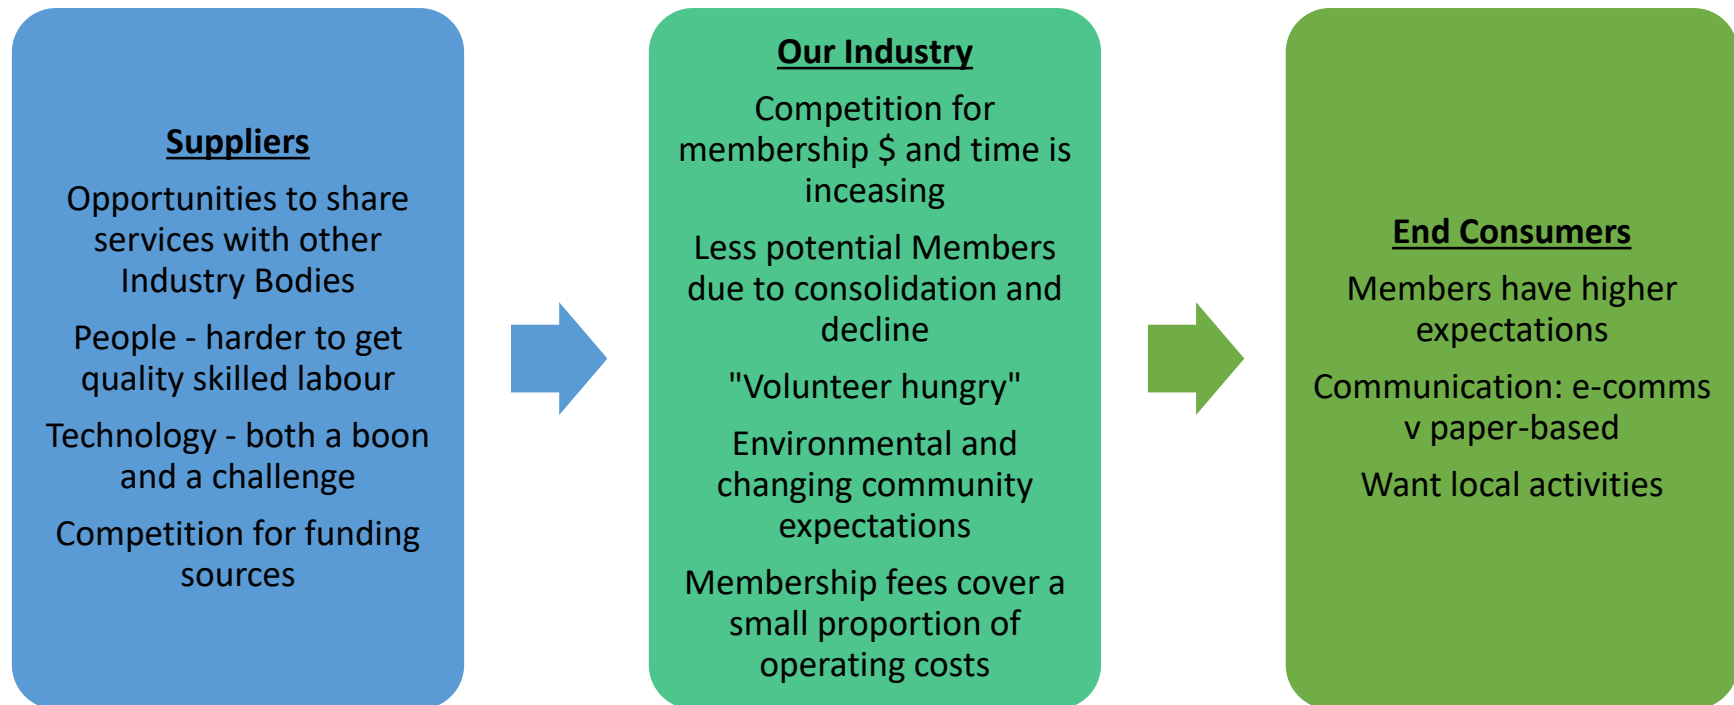 Suppliers
Opportunities to share
services with other
Industry Bodies
People - harder to get
quality skilled labour
Technology - both a boon
and a challenge
Competition for funding
sources
Our Industry
Competition for
membership $ and time is
inceasing
Less potential Members
due to consolidation and
decline
"Volunteer hungry"
Environmental and
changing community
expectations
Membership fees cover a
small proportion of
operating costs
End Consumers
Members have higher
expectations
Communication: e-comms
v paper-based
Want local activities